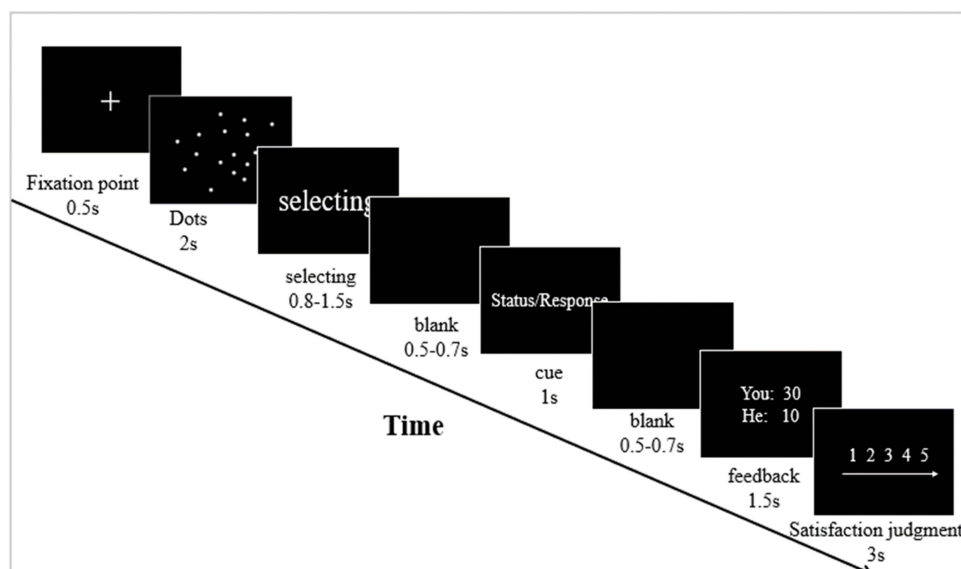 Fixation point
0.5s
Dots
2s
selecting
selecting
0.8-1.5s
blank
0.5-0.7s
Status/Response
cue
1s
blank
0.5-0.7s
You: 30
He: 10
feedback
1.5s
1 2 3 4 5
Satisfaction judgment
3s
Time